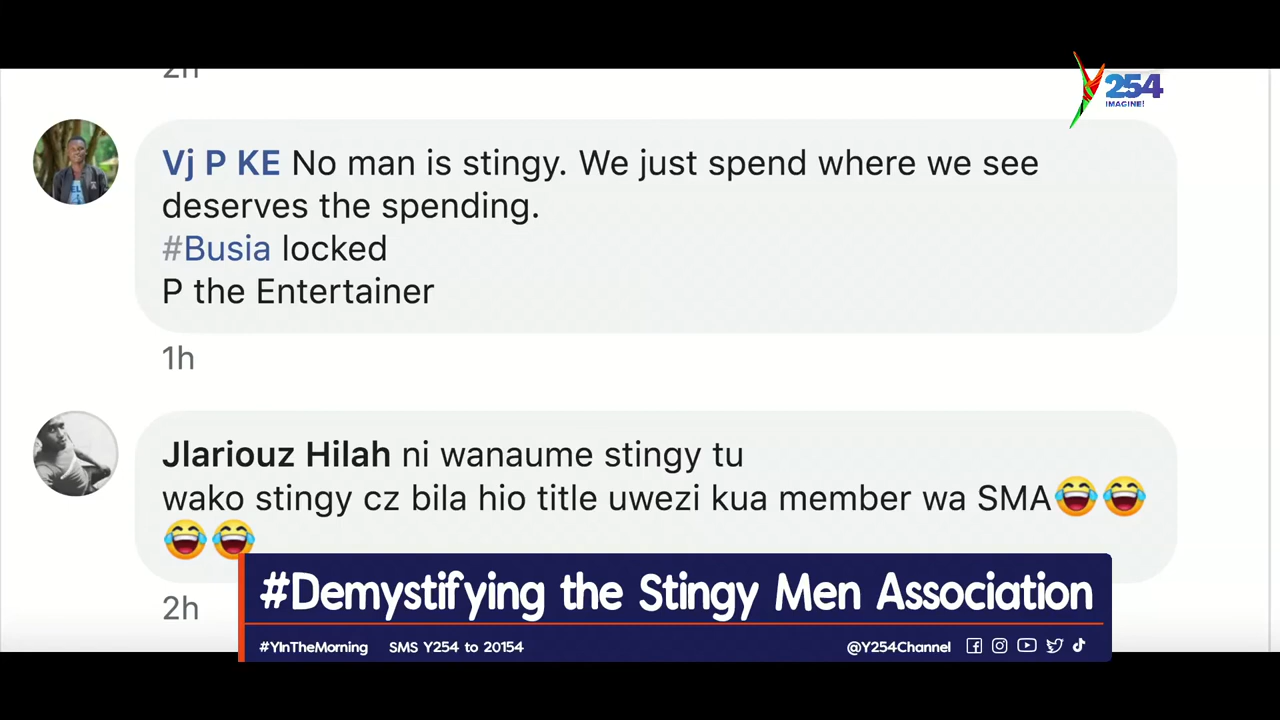 2h
254
IMAGINE!
Vj P KE No man is stingy. We just spend where we see
deserves the spending.
#Busia locked
P the Entertainer
1h
Jlariouz Hilah ni wanaume stingy tu
wako stingy cz bila hio title uwezi kua member wa SMA😂😂
😂😂
2h
#Demystifying the Stingy Men Association
#YInTheMorning SMS Y254 to 20154 @Y254Channel